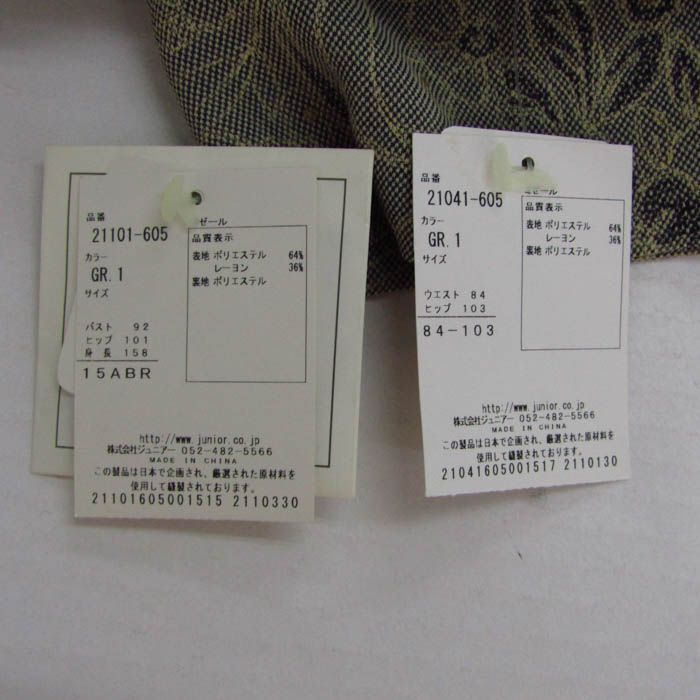 品番
21101-605
カラー
GR. 1
サイズ
バスト 92
ヒップ 101
身長 158
15ABR
ゼール
品質表示
表地 ポリエステル 64%
レーヨン 36%
裏地 ポリエステル
http://www.junior.co.jp
株式会社ジュニアー 052-482-5566
MADE IN CHINA
この製品は日本で企画され、厳選された原材料を
使用して縫製されております。
21101605001515 2110330
品番
21041-605
カラー
GR. 1
サイズ
ウエスト 84
ヒップ 103
84-103
ゼール
品質表示
表地 ポリエステル 64%
レーヨン 36%
裏地 ポリエステル
http://www.junior.co.jp
株式会社ジュニアー 052-482-5566
MADE IN CHINA
この製品は日本で企画され、厳選された原材料を
使用して縫製されております。
21041605001517 2110130